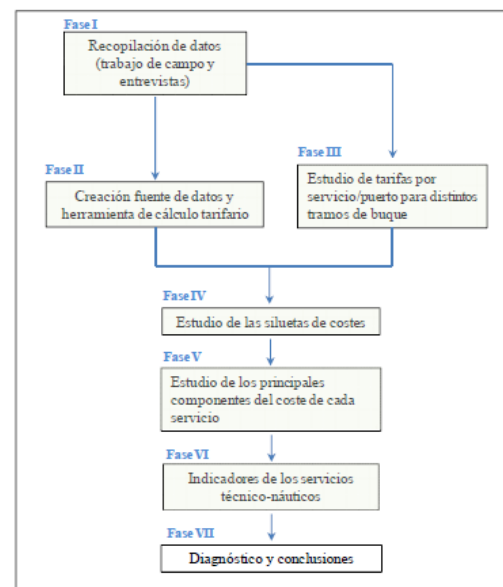 Fase I
Recopilación de datos
(trabajo de campo y
entrevistas)
Fase II
Creación fuente de datos y
herramienta de cálculo tarifario
Fase III
Estudio de tarifas por
servicio/puerto para distintos
tramos de buque
Fase IV
Estudio de las siluetas de costes
Fase V
Estudio de los principales
componentes del coste de cada
servicio
Fase VI
Indicadores de los servicios
técnico-náuticos
Fase VII
Diagnóstico y conclusiones